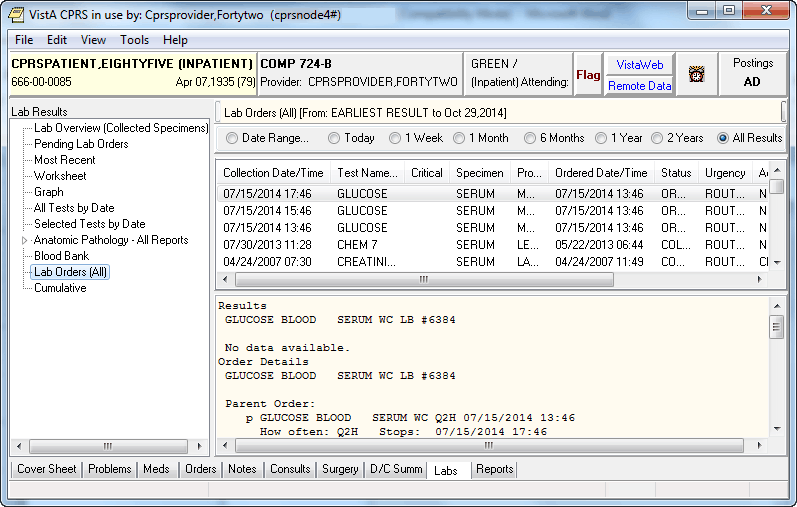 VistA CPRS in use by: Cprsprovider,Fortytwo (cprsnode4#)
File Edit View Tools Help
CPRSPATIENT,EIGHTYFIVE (INPATIENT) COMP 724-B GREEN / Flag VistaWeb Postings
666-00-0085 Apr 07,1935 (79) Provider: CPRSPROVIDER,FORTYTWO (Inpatient) Attending: Remote Data AD
Lab Results
Lab Overview (Collected Specimens)
Pending Lab Orders
Most Recent
Worksheet
Graph
All Tests by Date
Selected Tests by Date
Anatomic Pathology - All Reports
Blood Bank
Lab Orders (All)
Cumulative
Lab Orders (All) [From: EARLIEST RESULT to Oct 29,2014]
Date Range... Today 1 Week 1 Month 6 Months 1 Year 2 Years All Results
Collection Date/Time Test Name... Critical Specimen Pro... Ordered Date/Time Status Urgency
07/15/2014 17:46 GLUCOSE SERUM M... 07/15/2014 13:46 OR... ROUT... N
07/15/2014 15:46 GLUCOSE SERUM M... 07/15/2014 13:46 OR... ROUT... N
07/15/2014 13:46 GLUCOSE SERUM M... 07/15/2014 13:46 OR... ROUT... N
07/30/2013 11:28 CHEM 7 SERUM LE... 05/22/2013 06:44 COL... ROUT... N
04/24/2007 07:30 CREATINI... SERUM LA... 04/24/2007 11:49 CO... ROUT...
Results
GLUCOSE BLOOD SERUM WC LB #6384
No data available.
Order Details
GLUCOSE BLOOD SERUM WC LB #6384
Parent Order:
p GLUCOSE BLOOD SERUM WC Q2H 07/15/2014 13:46
How often: Q2H Stops: 07/15/2014 17:46
Cover Sheet Problems Meds Orders Notes Consults Surgery D/C Summ Labs Reports